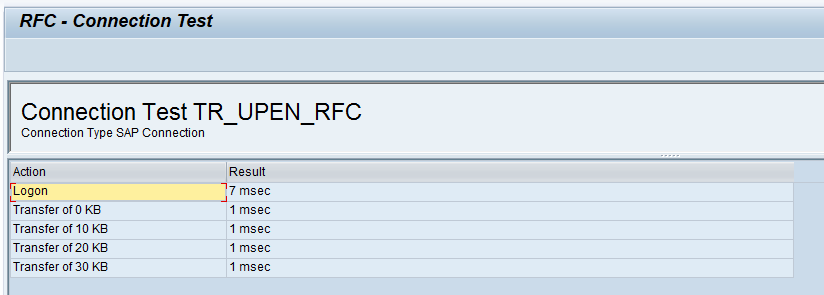 RFC - Connection Test
Connection Test TR_UPEN_RFC
Connection Type SAP Connection
Action Result
Logon 7 msec
Transfer of 0 KB 1 msec
Transfer of 10 KB 1 msec
Transfer of 20 KB 1 msec
Transfer of 30 KB 1 msec